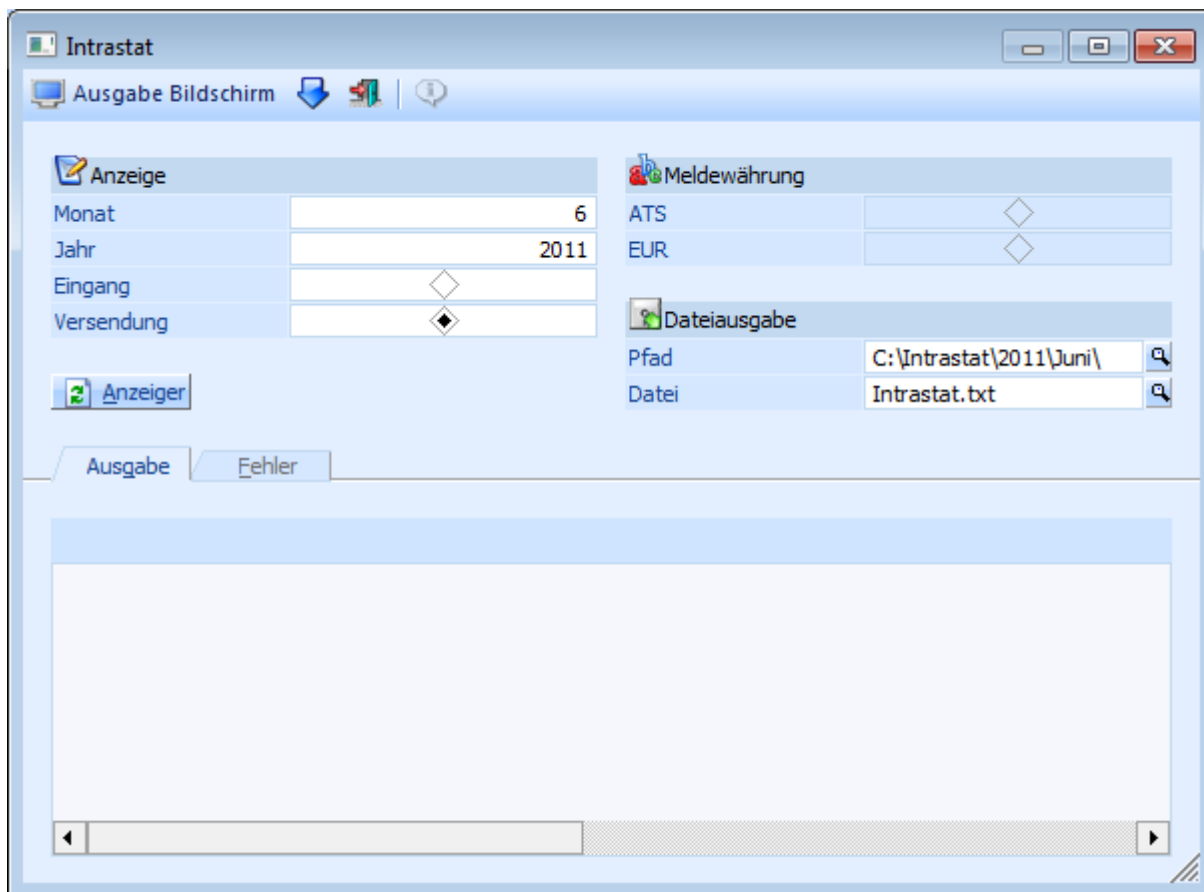 Intrastat
Ausgabe Bildschirm
Anzeige
Monat 6
Jahr 2011
Eingang
Versendung
Anzeiger
Meldewährung
ATS
EUR
Dateiausgabe
Pfad C:\Intrastat\2011\Juni\
Datei Intrastat.txt
Ausgabe Fehler